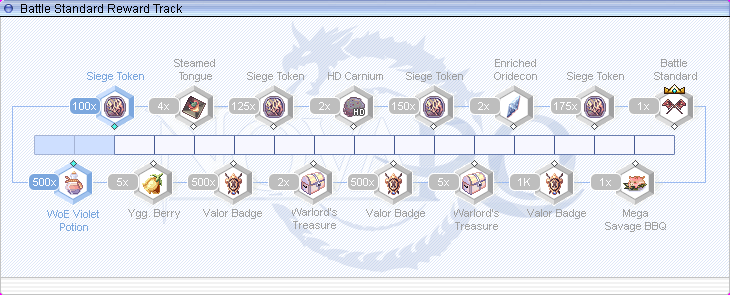 Battle Standard Reward Track
Steamed
Enriched
Battle
Siege Token
Tongue
Siege Token
HD Carnium
Siege Token
Oridecon
Siege Token
Standard
100x
4x
125x
2x
HD
150x
2x
175x
1x
NOVARO
500x
5x
500x
2x
500x
5x
1K
1x
WoE Violet
Ygg. Berry
Valor Badge
Warlord's
Valor Badge
Warlord's
Valor Badge
Mega
Potion
Treasure
Treasure
Savage BBQ